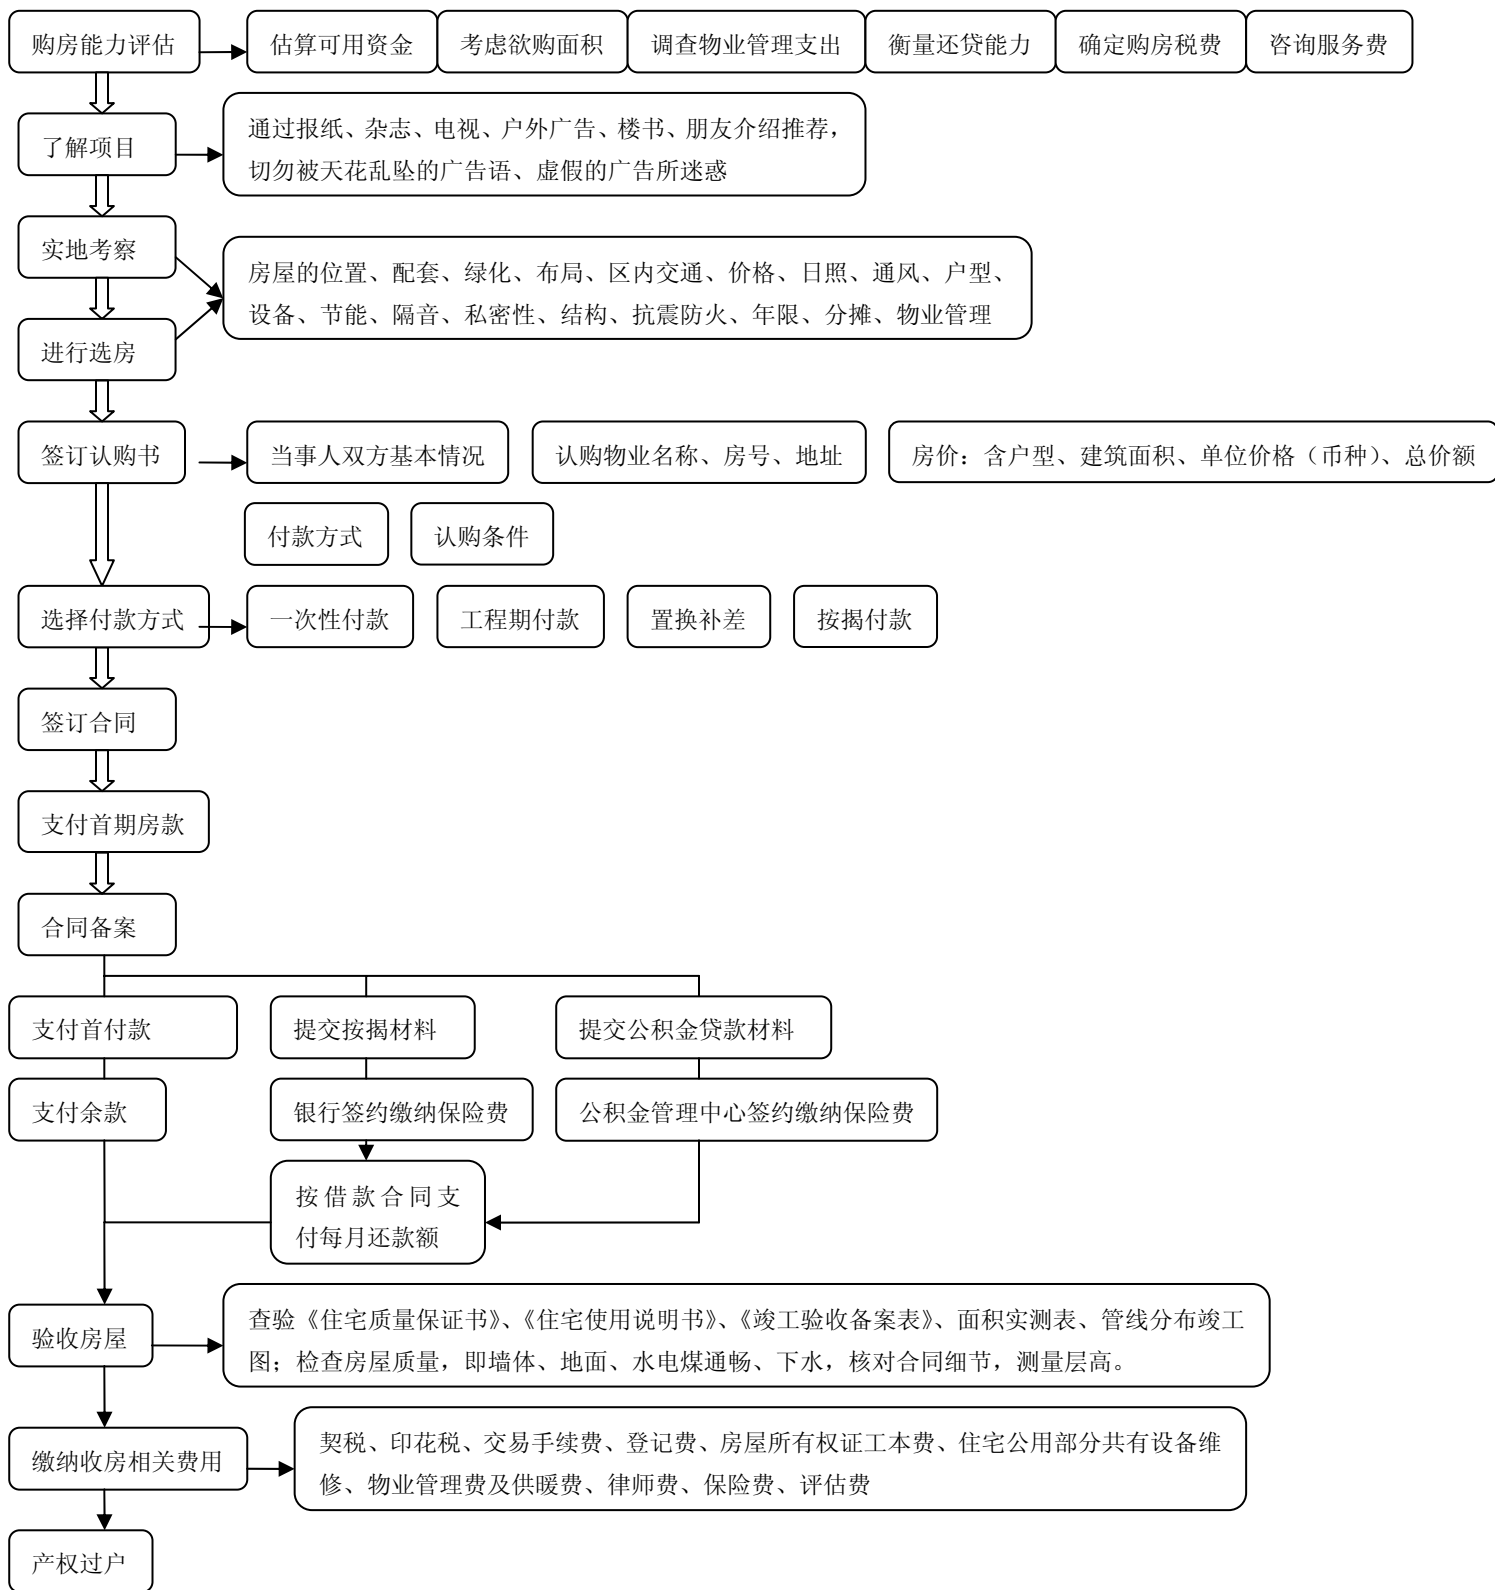 购房能力评估
估算可用资金
考虑欲购面积
调查物业管理支出
衡量还贷能力
确定购房税费
咨询服务费
了解项目
通过报纸、杂志、电视、户外广告、楼书、朋友介绍推荐，
切勿被天花乱坠的广告语、虚假的广告所迷惑
实地考察
房屋的位置、配套、绿化、布局、区内交通、价格、日照、通风、户型、
设备、节能、隔音、私密性、结构、抗震防火、年限、分摊、物业管理
进行选房
签订认购书
当事人双方基本情况
认购物业名称、房号、地址
房价：含户型、建筑面积、单位价格（币种）、总价额
付款方式
认购条件
选择付款方式
一次性付款
工程期付款
置换补差
按揭付款
签订合同
支付首期房款
合同备案
支付首付款
提交按揭材料
提交公积金贷款材料
支付余款
银行签约缴纳保险费
公积金管理中心签约缴纳保险费
按借款合同支
付每月还款额
验收房屋
查验《住宅质量保证书》、《住宅使用说明书》、《竣工验收备案表》、面积实测表、管线分布竣工
图；检查房屋质量，即墙体、地面、水电煤通畅、下水，核对合同细节，测量层高。
缴纳收房相关费用
契税、印花税、交易手续费、登记费、房屋所有权证工本费、住宅公用部分共有设备维
修、物业管理费及供暖费、律师费、保险费、评估费
产权过户